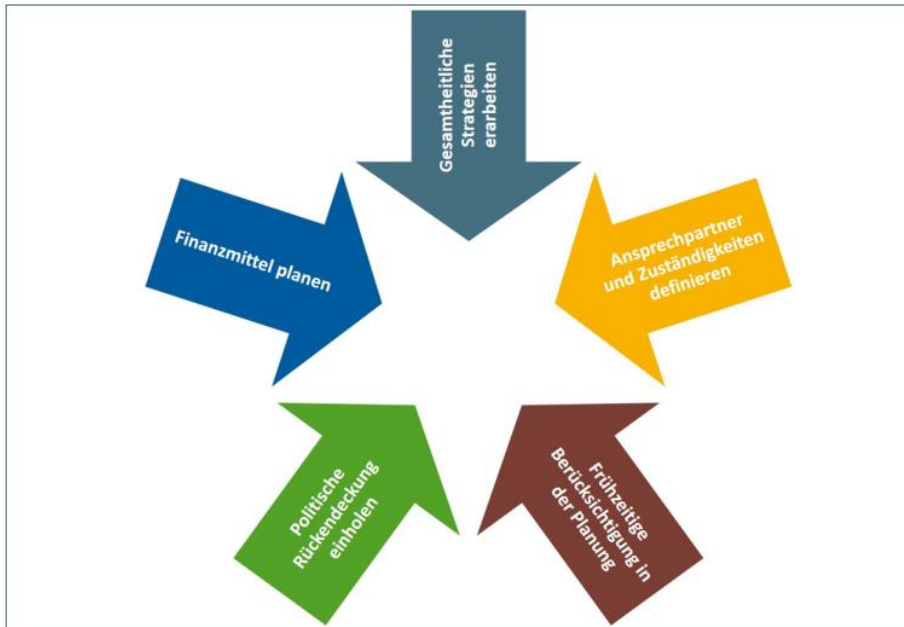 Gesamtheitliche
Strategien
erarbeiten
Ansprechpartner
und Zuständigkeiten
definieren
Frühzeitige
Berücksichtigung in
der Planung
Politische
Rückendeckung
einholen
Finanzmittel planen